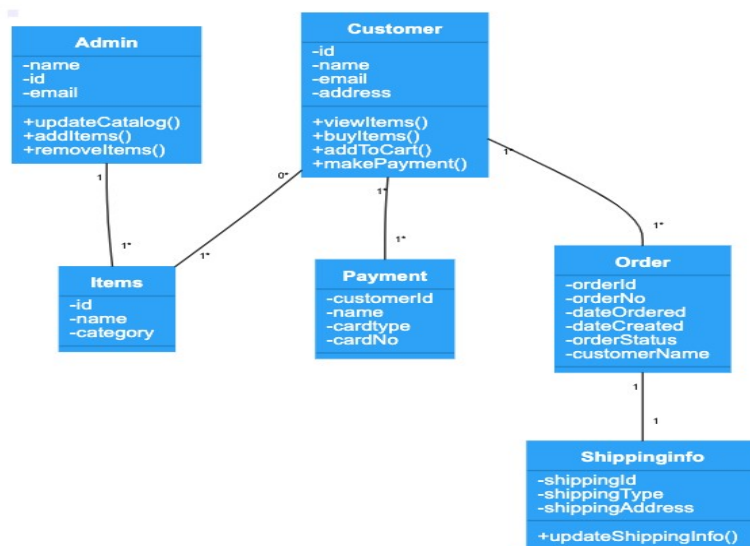 Admin
-name
-id
-email
+updateCatalog()
+addItems()
+removeItems()
Customer
-id
-name
-email
-address
+viewItems()
+buyItems()
+addToCart()
+makePayment()
1
1*
0*
1*
1*
1*
1*
1*
Items
-id
-name
-category
Payment
-customerId
-name
-cardtype
-cardNo
Order
-orderId
-orderNo
-dateOrdered
-dateCreated
-orderStatus
-customerName
1
1
Shippinginfo
-shippingId
-shippingType
-shippingAddress
+updateShippingInfo()